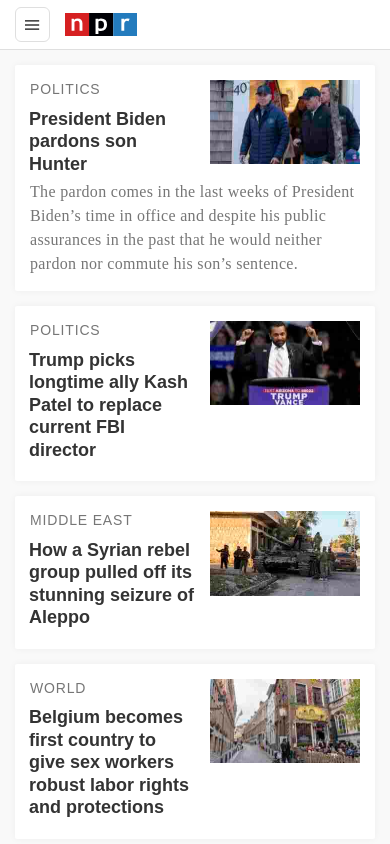 npr
POLITICS
President Biden
pardons son
Hunter
The pardon comes in the last weeks of President
Biden’s time in office and despite his public
assurances in the past that he would neither
pardon nor commute his son’s sentence.
POLITICS
Trump picks
longtime ally Kash
Patel to replace
current FBI
director
TRUMP
VANCE
MIDDLE EAST
How a Syrian rebel
group pulled off its
stunning seizure of
Aleppo
WORLD
Belgium becomes
first country to
give sex workers
robust labor rights
and protections